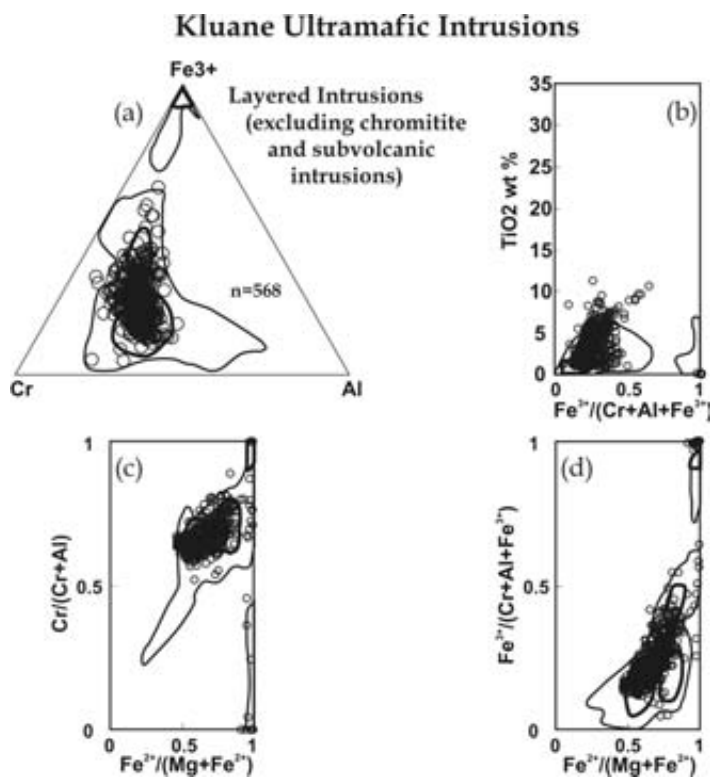 Kluane Ultramafic Intrusions
Fe3+
(a)
Layered Intrusions
(excluding chromitite
and subvolcanic
intrusions)
n=568
Cr
Al
(b)
35
30
25
20
15
10
5
0
TiO2 wt %
0
0.5
1
Fe³⁺/(Cr+Al+Fe³⁺)
(c)
1
0.5
0
Cr/(Cr+Al)
0
0.5
1
Fe²⁺/(Mg+Fe²⁺)
(d)
1
0.5
0
Fe³⁺/(Cr+Al+Fe³⁺)
0
0.5
1
Fe²⁺/(Mg+Fe²⁺)